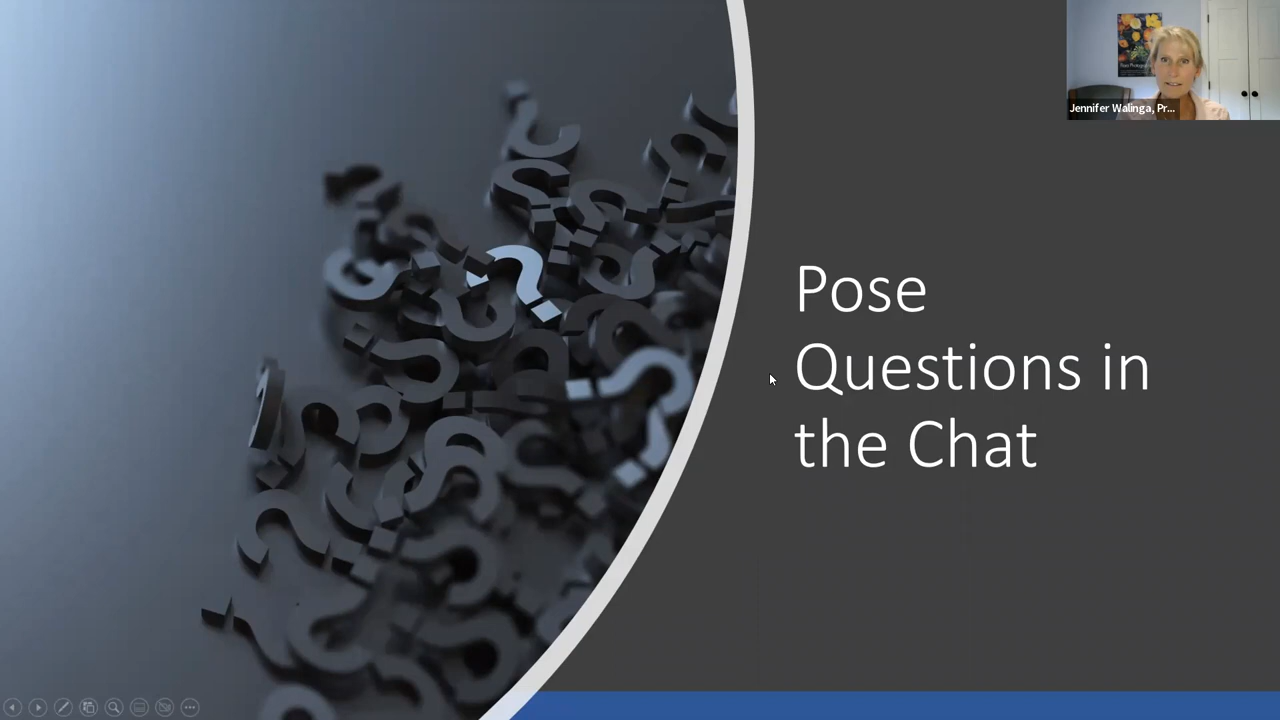 Jennifer Walinga, Pr...
Pose
Questions in
the Chat